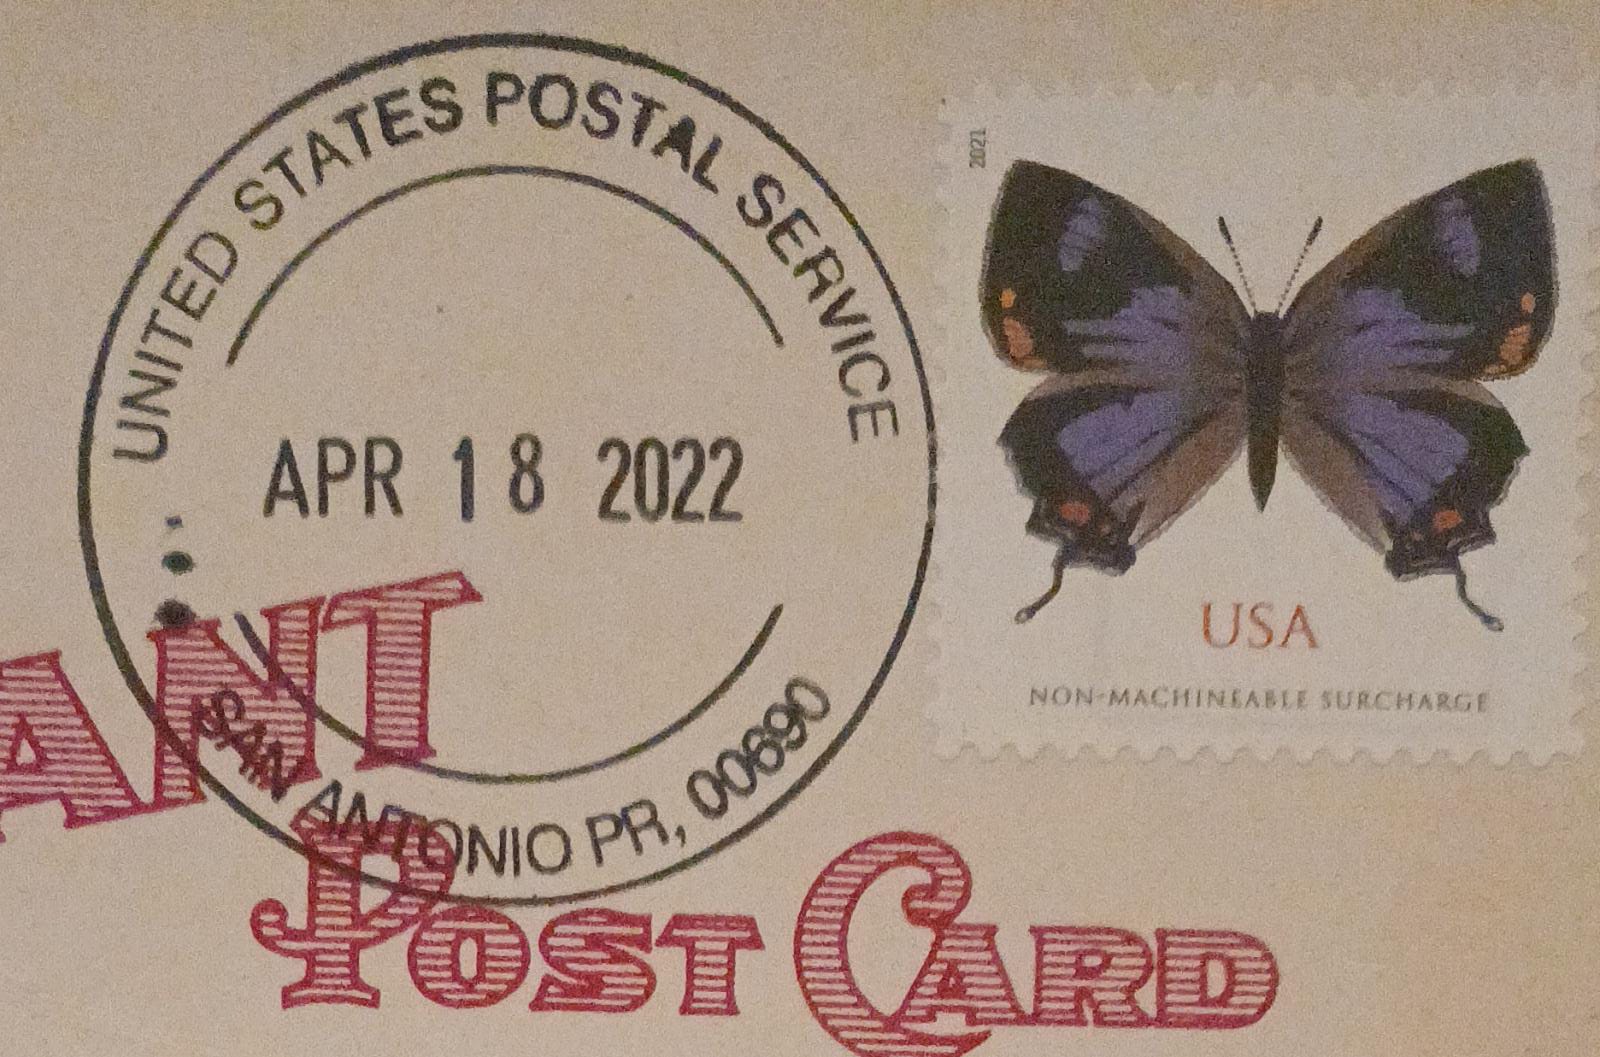 UNITED STATES POSTAL SERVICE
APR 18 2022
SAN ANTONIO PR, 00690
2021
USA
NON-MACHINEABLE SURCHARGE
ANT
POST CARD